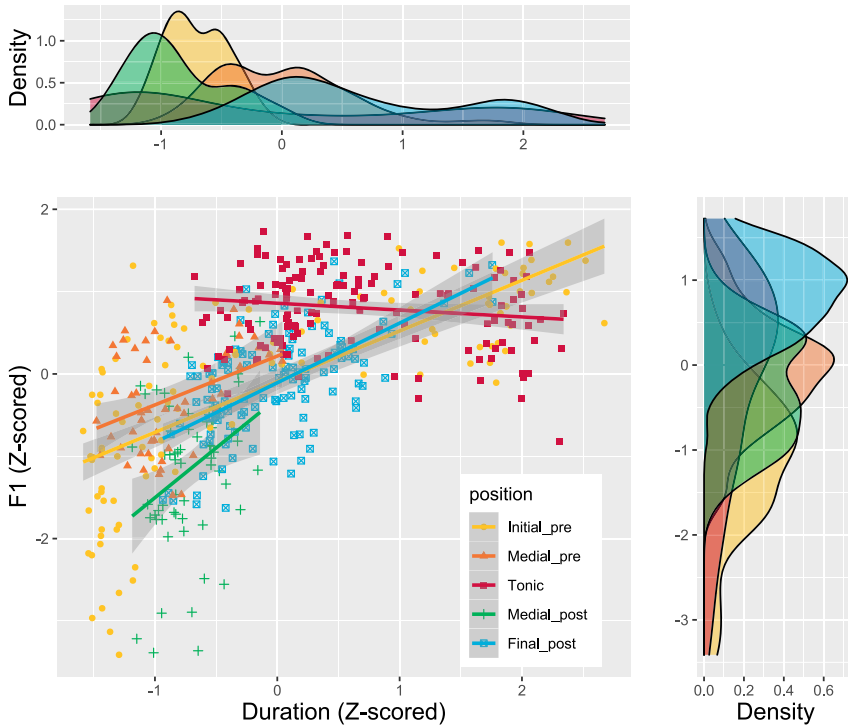 Density
1.0
0.5
0.0
-1 0 1 2
F1 (Z-scored)
2
0
-2
-1 0 1 2
Duration (Z-scored)
position
Initial_pre
Medial_pre
Tonic
Medial_post
Final_post
1
0
-1
-2
-3
0.0 0.2 0.4 0.6
Density